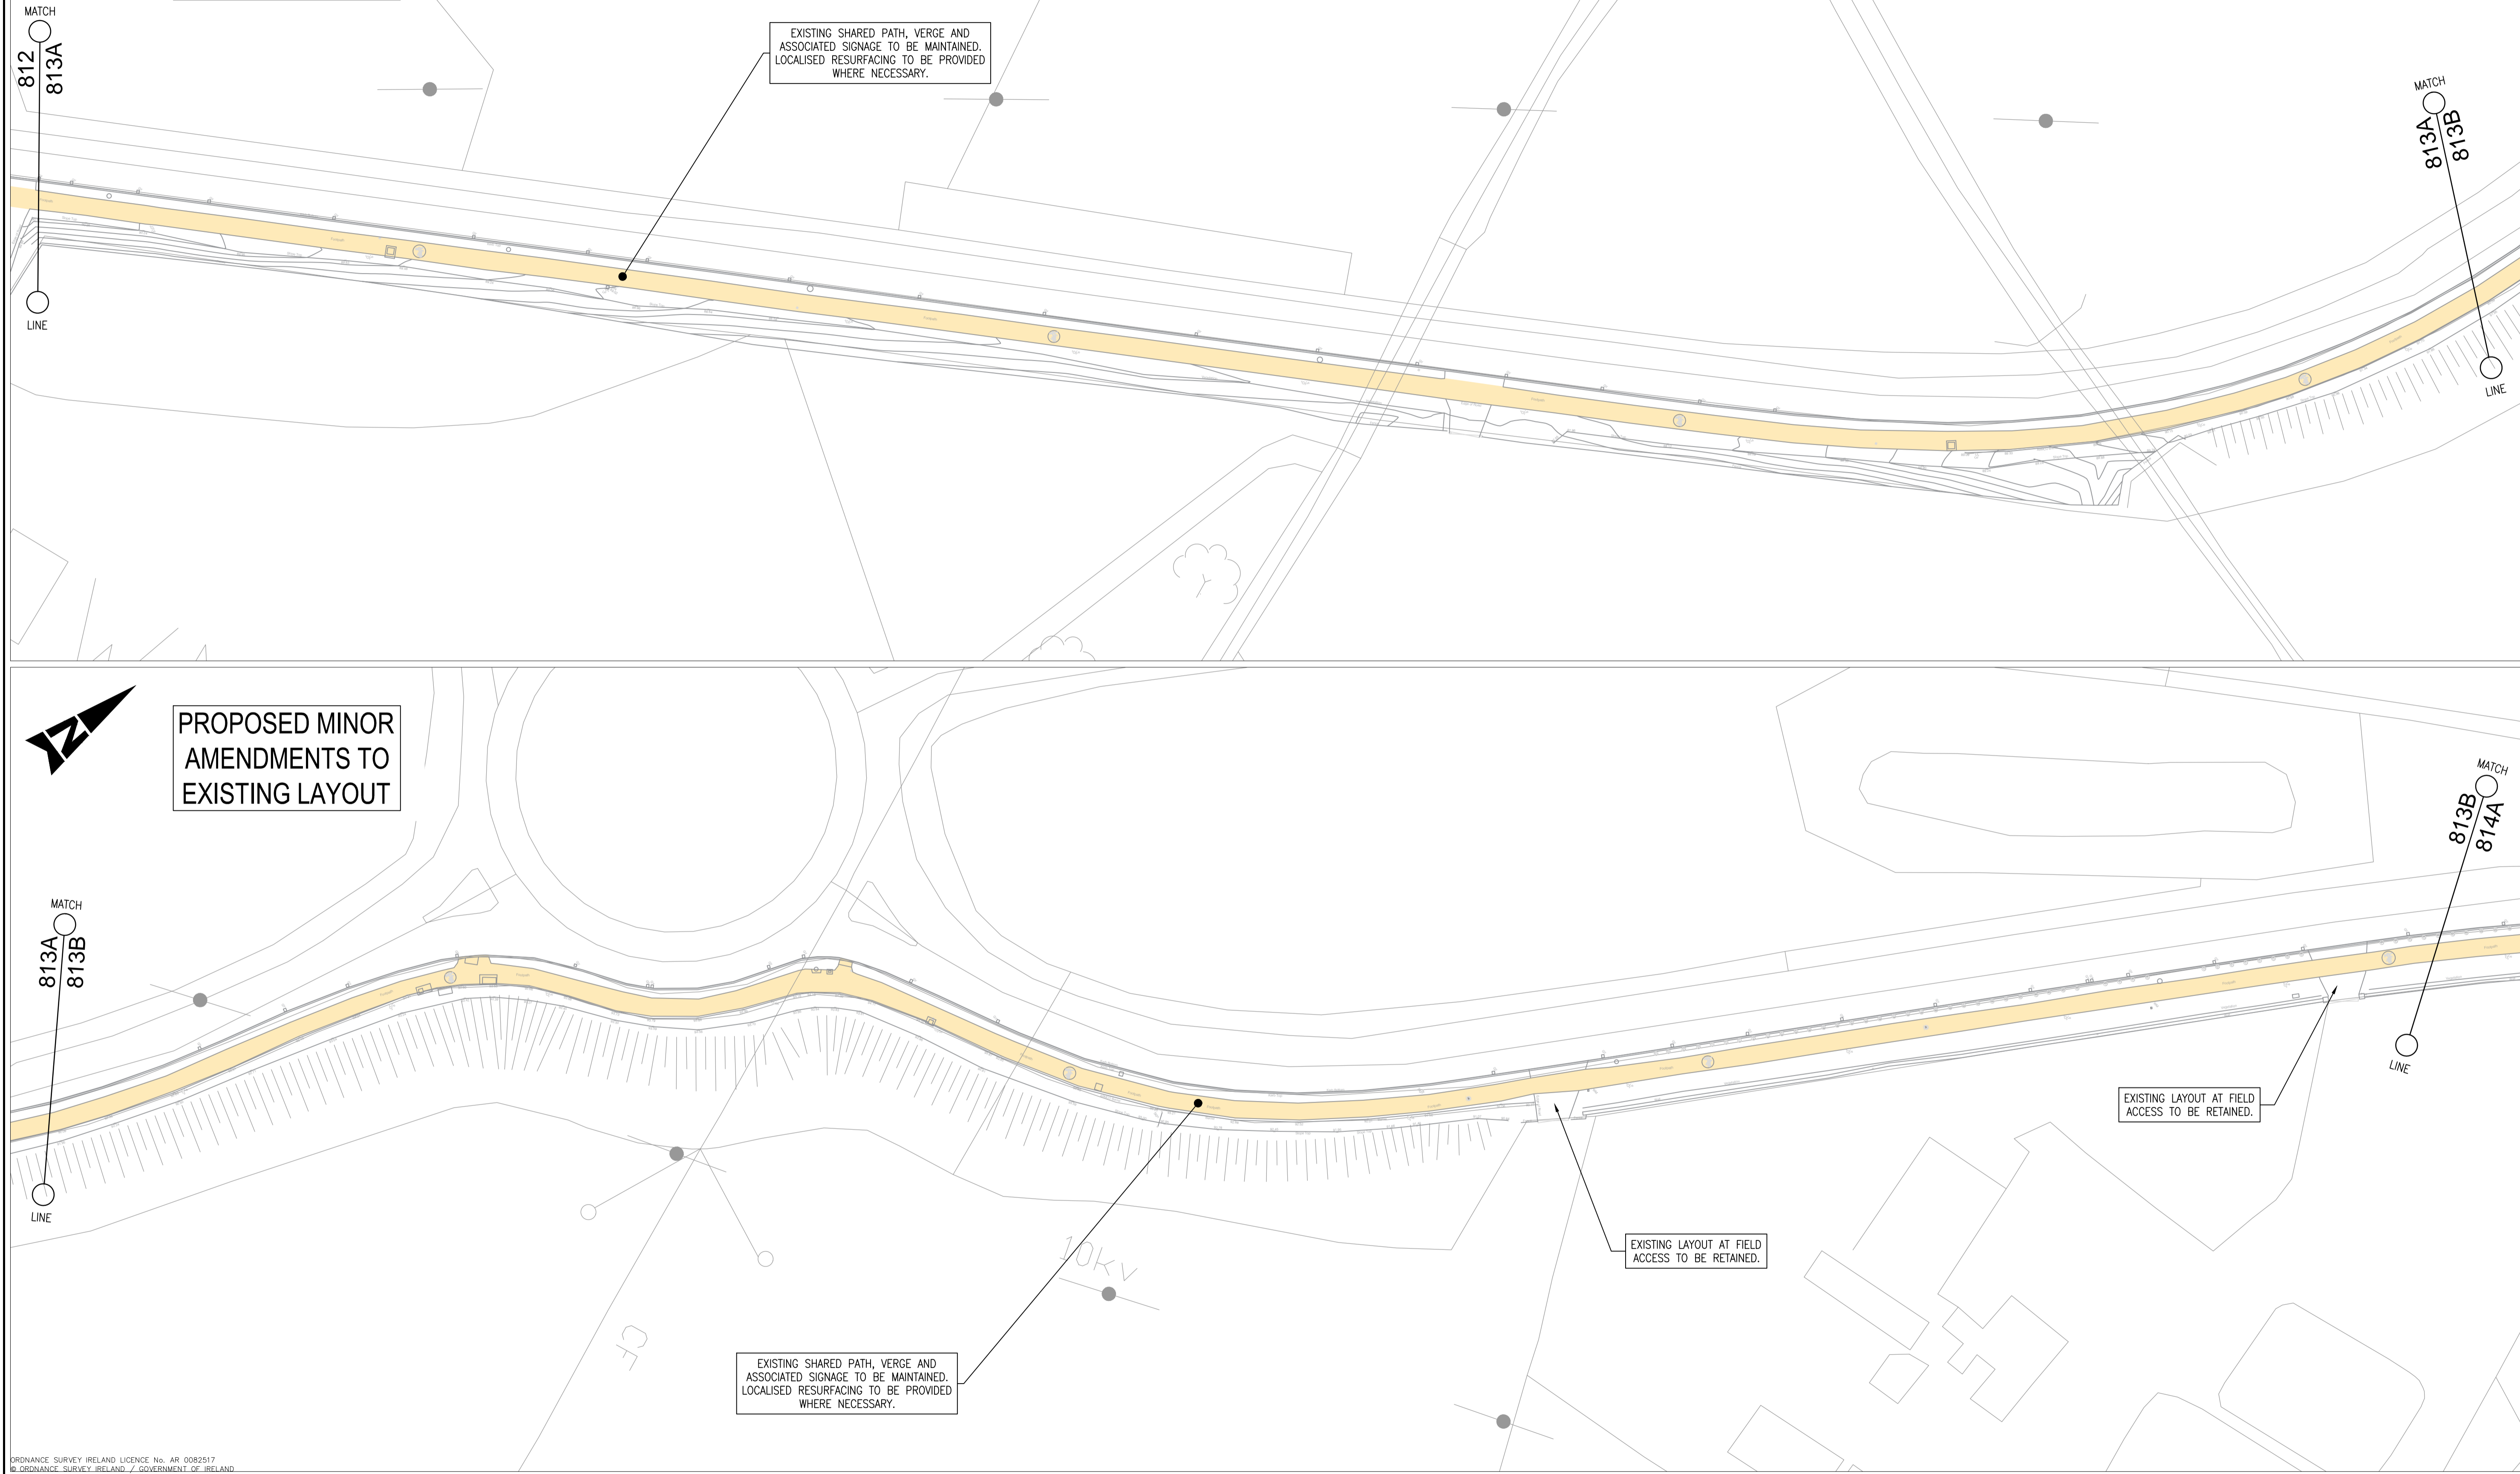 MATCH
812
813A
LINE
EXISTING SHARED PATH, VERGE AND
ASSOCIATED SIGNAGE TO BE MAINTAINED.
LOCALISED RESURFACING TO BE PROVIDED
WHERE NECESSARY.
MATCH
813A
813B
LINE
N
PROPOSED MINOR
AMENDMENTS TO
EXISTING LAYOUT
MATCH
813A
813B
LINE
MATCH
813B
814A
LINE
EXISTING LAYOUT AT FIELD
ACCESS TO BE RETAINED.
EXISTING LAYOUT AT FIELD
ACCESS TO BE RETAINED.
10kV
EXISTING SHARED PATH, VERGE AND
ASSOCIATED SIGNAGE TO BE MAINTAINED.
LOCALISED RESURFACING TO BE PROVIDED
WHERE NECESSARY.
ORDNANCE SURVEY IRELAND LICENCE No. AR 0082517
© ORDNANCE SURVEY IRELAND / GOVERNMENT OF IRELAND